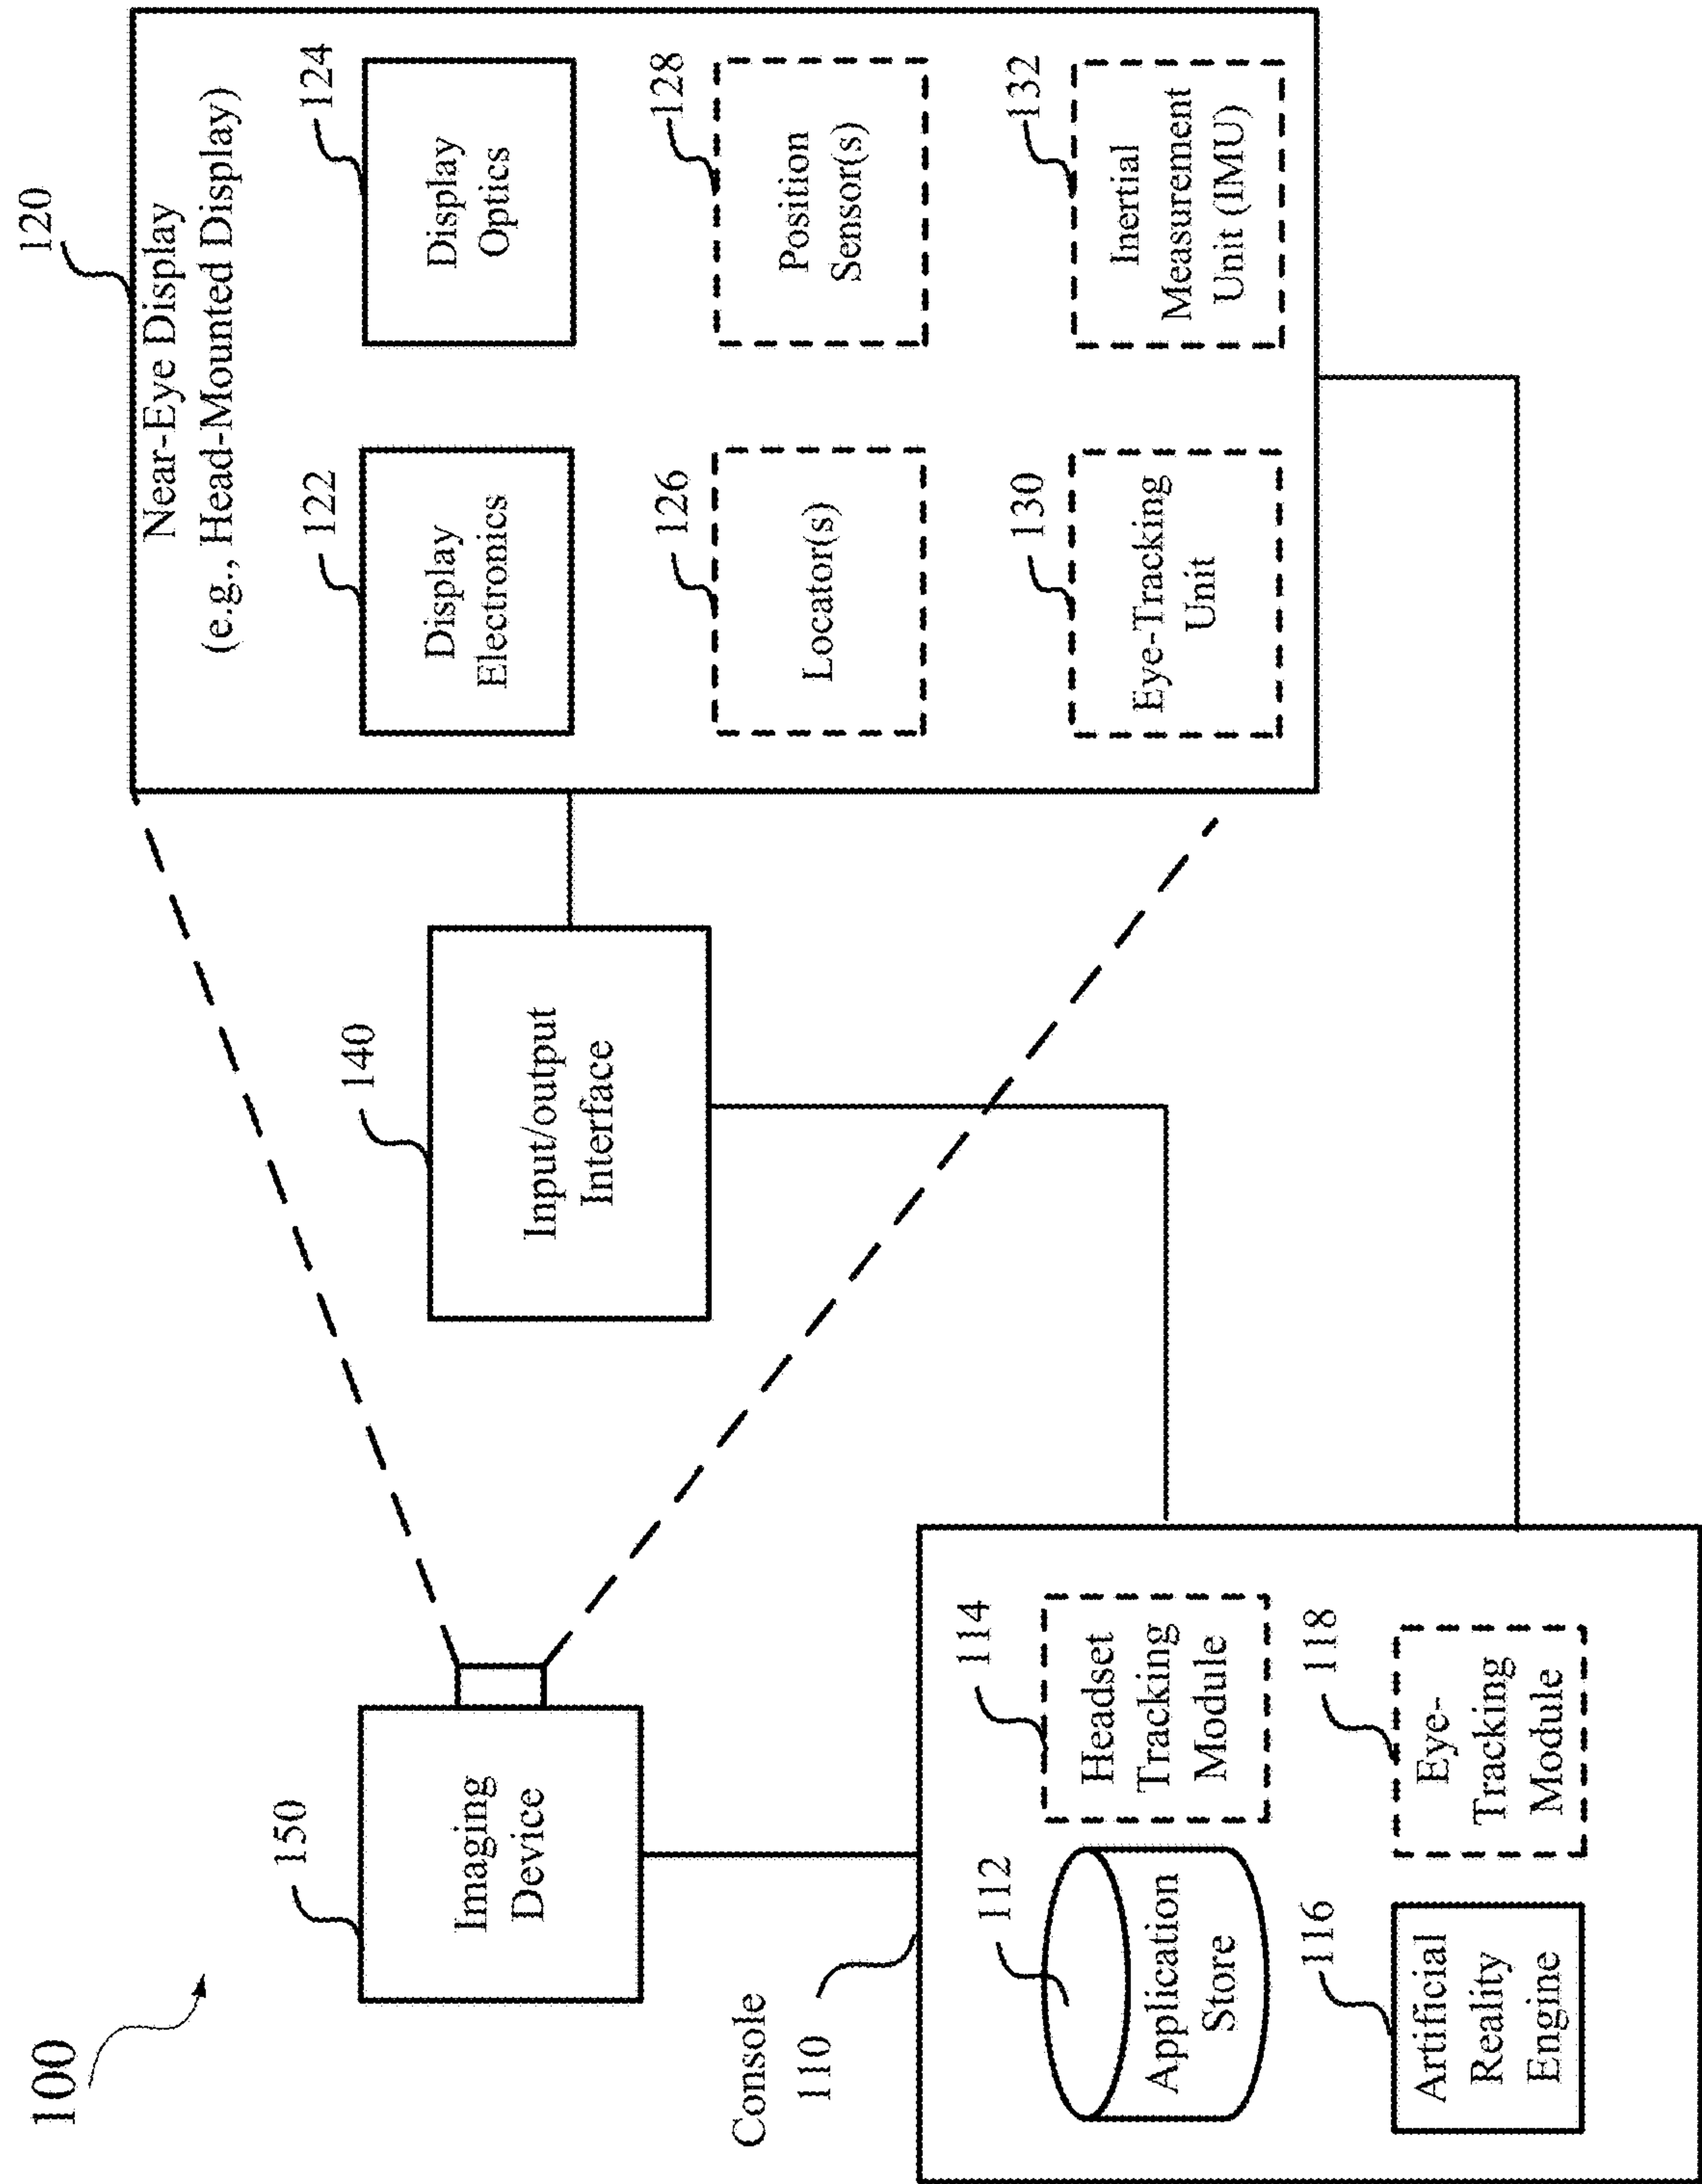 100
120
Near-Eye Display
(e.g., Head-Mounted Display)
122
Display
Electronics
124
Display
Optics
126
Locator(s)
128
Position
Sensor(s)
130
Eye-Tracking
Unit
132
Inertial
Measurement
Unit (IMU)
140
Input/output
Interface
150
Imaging
Device
Console
110
112
Application
Store
114
Headset
Tracking
Module
116
Artificial
Reality
Engine
118
Eye-
Tracking
Module